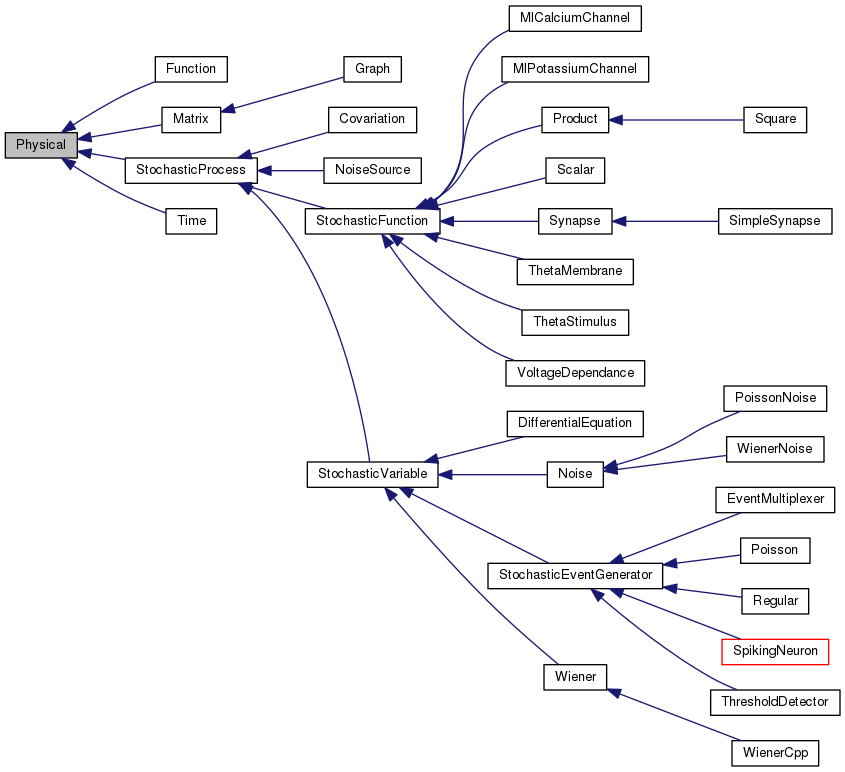 MlCalciumChannel
MlPotassiumChannel
Function
Graph
Matrix
Covariation
Product
Square
Physical
StochasticProcess
NoiseSource
Scalar
Time
StochasticFunction
Synapse
SimpleSynapse
ThetaMembrane
ThetaStimulus
VoltageDependance
PoissonNoise
DifferentialEquation
WienerNoise
StochasticVariable
Noise
EventMultiplexer
Poisson
StochasticEventGenerator
Regular
SpikingNeuron
Wiener
ThresholdDetector
WienerCpp